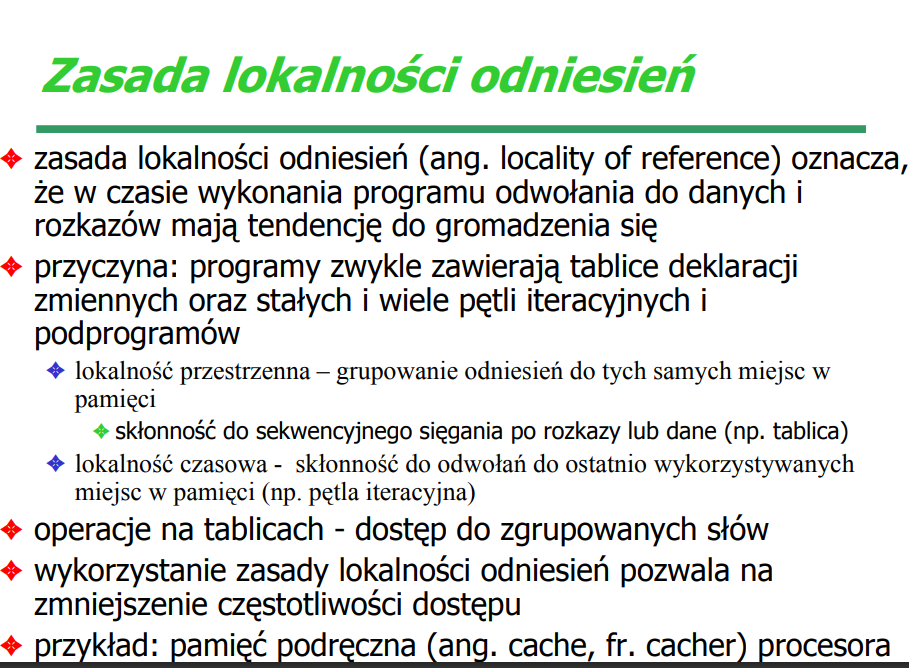 Zasada lokalności odniesień
zasada lokalności odniesień (ang. locality of reference) oznacza,
że w czasie wykonania programu odwołania do danych i
rozkazów mają tendencję do gromadzenia się
przyczyna: programy zwykle zawierają tablice deklaracji
zmiennych oraz stałych i wiele pętli iteracyjnych i
podprogramów
lokalność przestrzenna – grupowanie odniesień do tych samych miejsc w
pamięci
skłonność do sekwencyjnego sięgania po rozkazy lub dane (np. tablica)
lokalność czasowa - skłonność do odwołań do ostatnio wykorzystywanych
miejsc w pamięci (np. pętla iteracyjna)
operacje na tablicach - dostęp do zgrupowanych słów
wykorzystanie zasady lokalności odniesień pozwala na
zmniejszenie częstotliwości dostępu
przykład: pamięć podręczna (ang. cache, fr. cacher) procesora